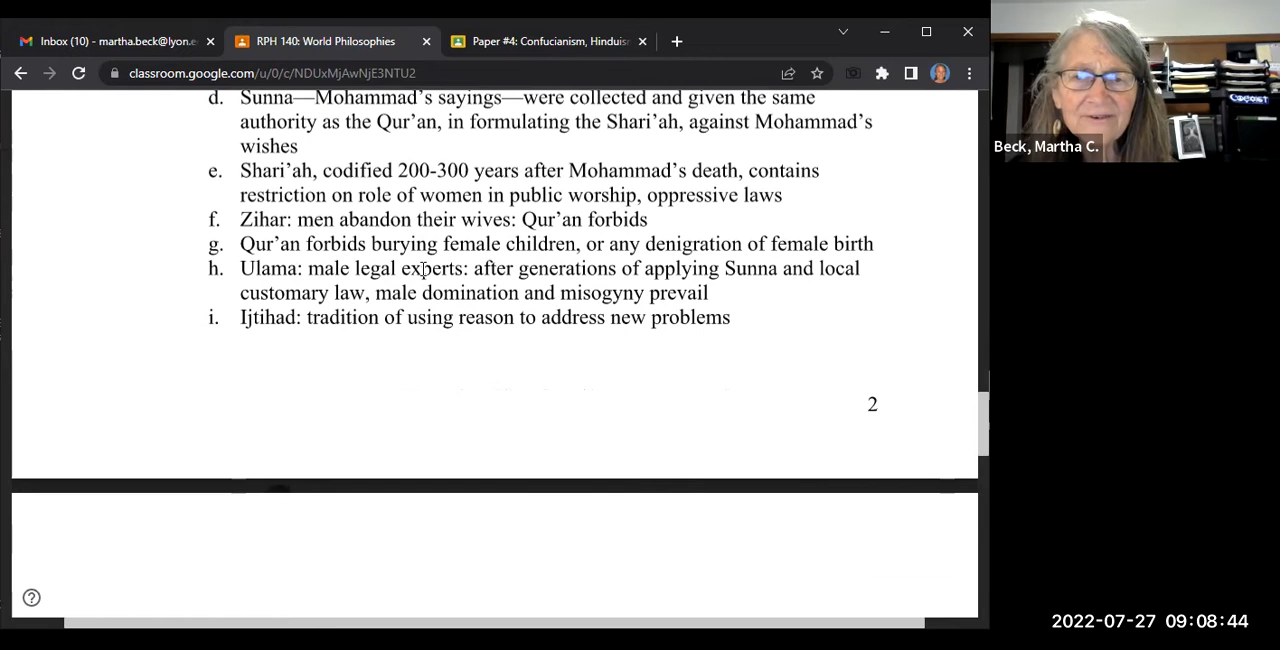 Inbox (10) - martha.beck@lyon.e
RPH 140: World Philosophies
Paper #4: Confucianism, Hinduis
classroom.google.com/u/0/c/NDUxMjAwNjE3NTU2
d. Sunna—Mohammad's sayings—were collected and given the same
authority as the Qur'an, in formulating the Shari'ah, against Mohammad's
wishes
e. Shari'ah, codified 200-300 years after Mohammad's death, contains
restriction on role of women in public worship, oppressive laws
f. Zihar: men abandon their wives: Qur'an forbids
g. Qur'an forbids burying female children, or any denigration of female birth
h. Ulama: male legal experts: after generations of applying Sunna and local
customary law, male domination and misogyny prevail
i. Ijtihad: tradition of using reason to address new problems
2
Beck, Martha C.
2022-07-27 09:08:44